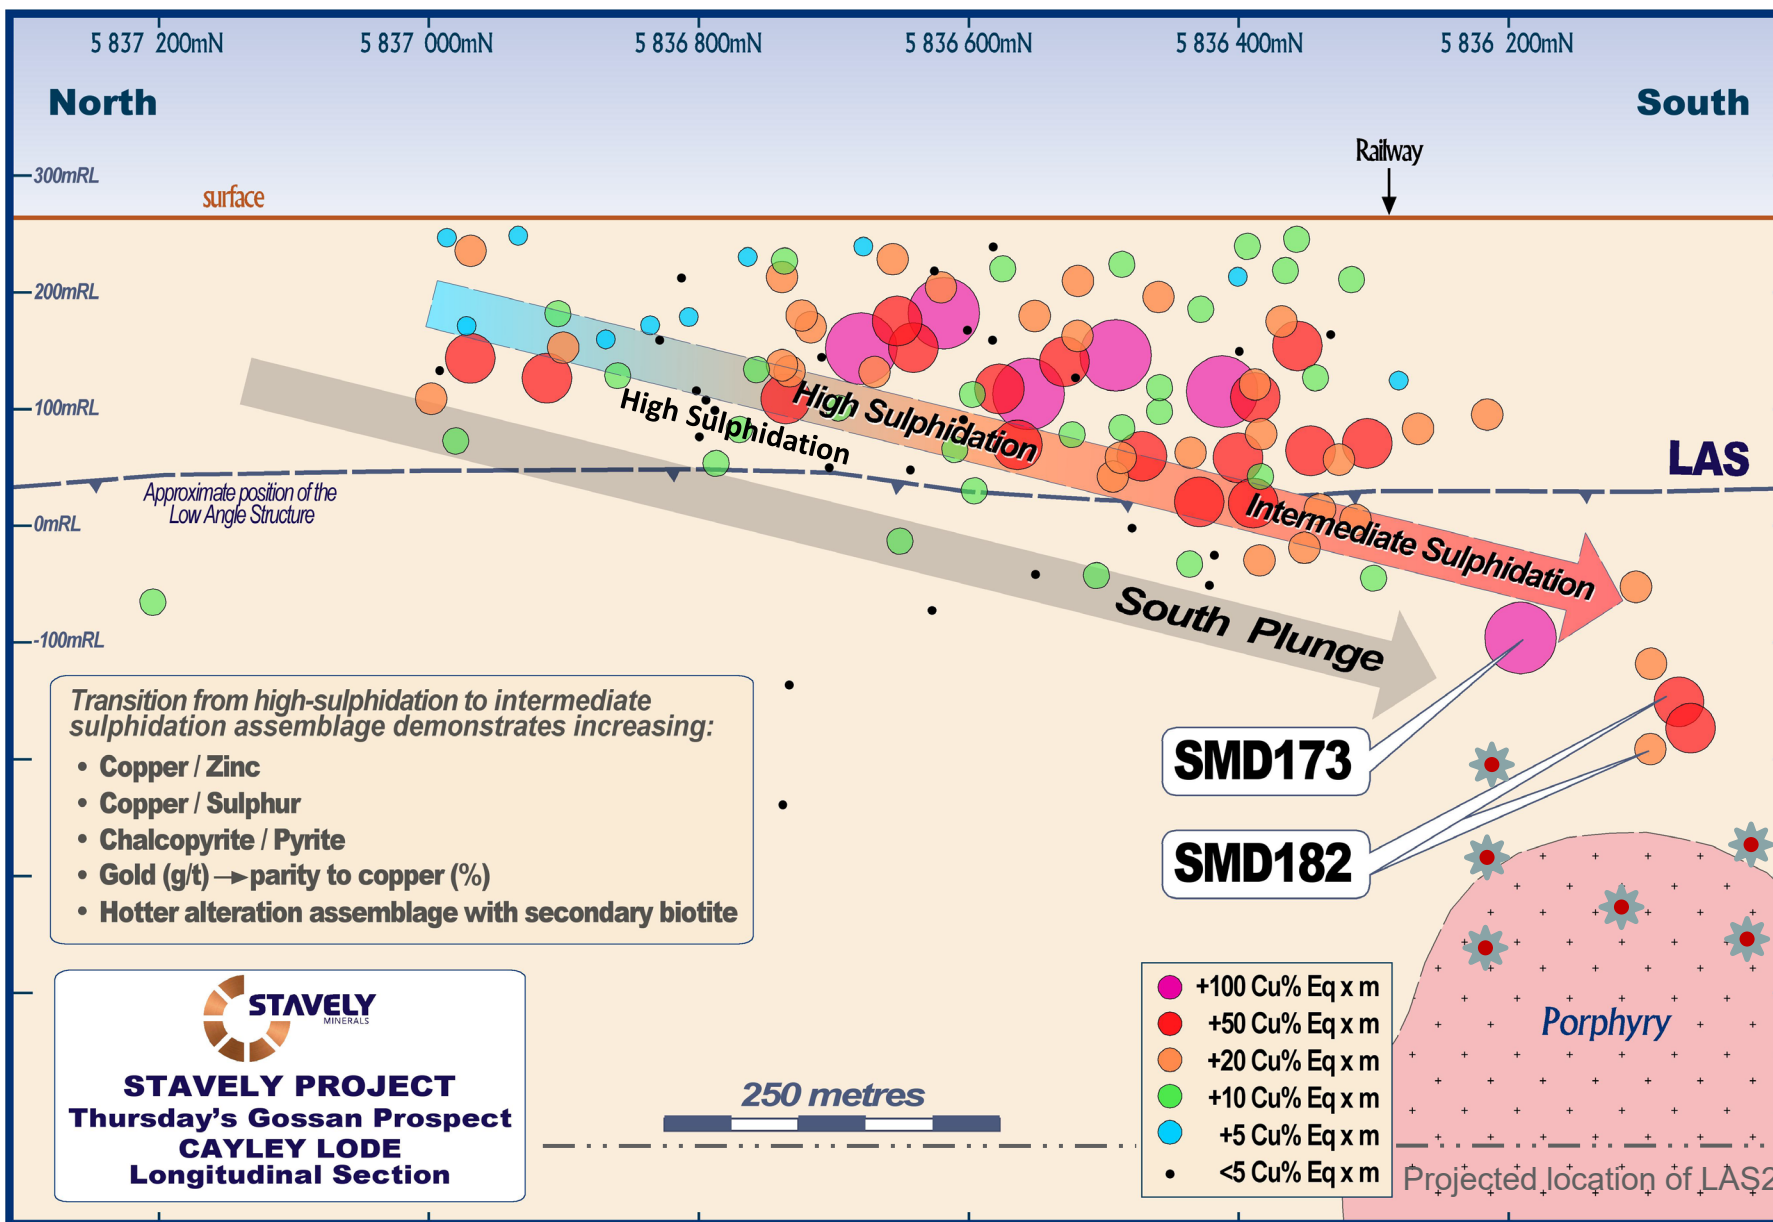 5 837 200mN
5 837 000mN
5 836 800mN
5 836 600mN
5 836 400mN
5 836 200mN
North
South
Railway
300mRL
surface
200mRL
100mRL
High Sulphidation
High Sulphidation
LAS
Approximate position of the
Low Angle Structure
0mRL
Intermediate Sulphidation
South Plunge
-100mRL
Transition from high-sulphidation to intermediate
sulphidation assemblage demonstrates increasing:
• Copper / Zinc
• Copper / Sulphur
• Chalcopyrite / Pyrite
• Gold (g/t) → parity to copper (%)
• Hotter alteration assemblage with secondary biotite
SMD173
SMD182
STAVELY
MINERALS
STAVELY PROJECT
Thursday's Gossan Prospect
CAYLEY LODE
Longitudinal Section
250 metres
+100 Cu% Eq x m
+50 Cu% Eq x m
+20 Cu% Eq x m
+10 Cu% Eq x m
+5 Cu% Eq x m
<5 Cu% Eq x m
Porphyry
Projected location of LAS2